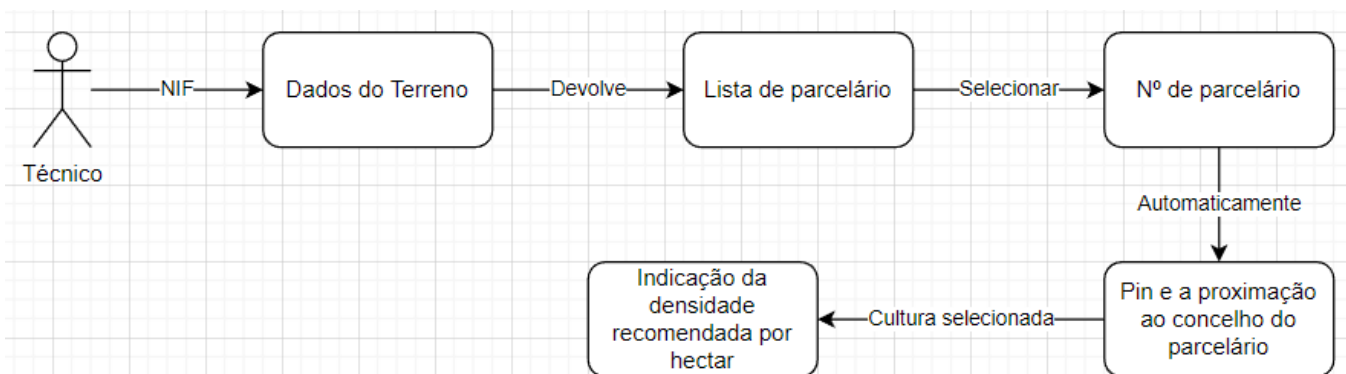 NIF
Dados do Terreno
Devolve
Lista de parcelário
Selecionar
Nº de parcelário
Técnico
Automaticamente
Pin e a proximação
ao concelho do
parcelário
Cultura selecionada
Indicação da
densidade
recomendada por
hectar